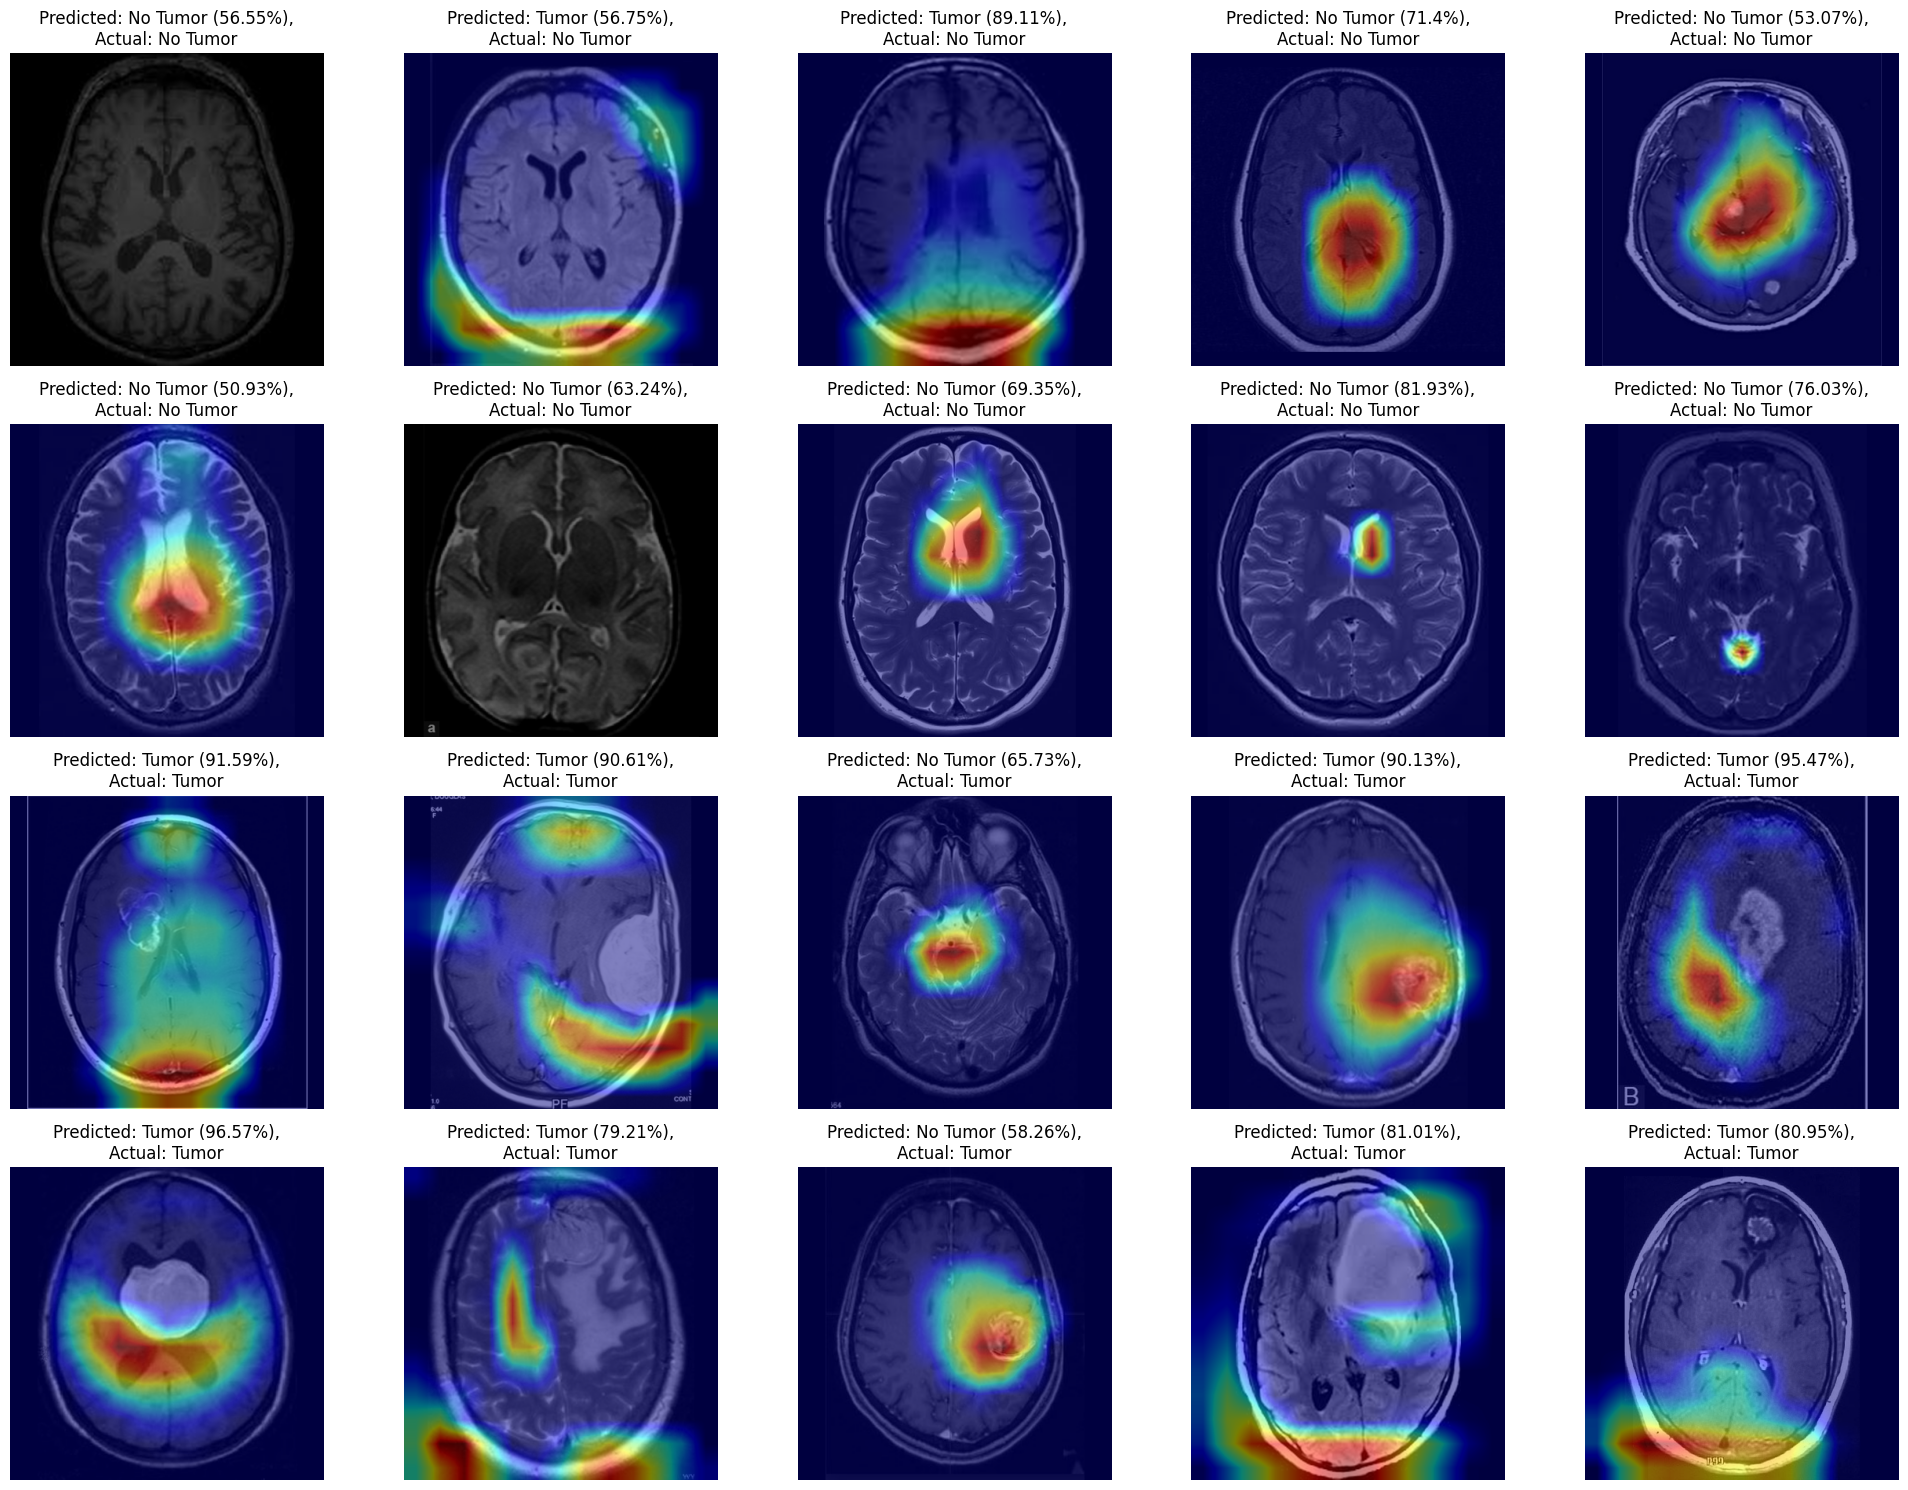 Predicted: No Tumor (56.55%),
Actual: No Tumor
Predicted: Tumor (56.75%),
Actual: No Tumor
Predicted: Tumor (89.11%),
Actual: No Tumor
Predicted: No Tumor (71.4%),
Actual: No Tumor
Predicted: No Tumor (53.07%),
Actual: No Tumor
Predicted: No Tumor (50.93%),
Actual: No Tumor
Predicted: No Tumor (63.24%),
Actual: No Tumor
a
Predicted: No Tumor (69.35%),
Actual: No Tumor
Predicted: No Tumor (81.93%),
Actual: No Tumor
Predicted: No Tumor (76.03%),
Actual: No Tumor
Predicted: Tumor (91.59%),
Actual: Tumor
Predicted: Tumor (90.61%),
Actual: Tumor
PF
CONT
Predicted: No Tumor (65.73%),
Actual: Tumor
Predicted: Tumor (90.13%),
Actual: Tumor
Predicted: Tumor (95.47%),
Actual: Tumor
B
Predicted: Tumor (96.57%),
Actual: Tumor
Predicted: Tumor (79.21%),
Actual: Tumor
Predicted: No Tumor (58.26%),
Actual: Tumor
Predicted: Tumor (81.01%),
Actual: Tumor
Predicted: Tumor (80.95%),
Actual: Tumor